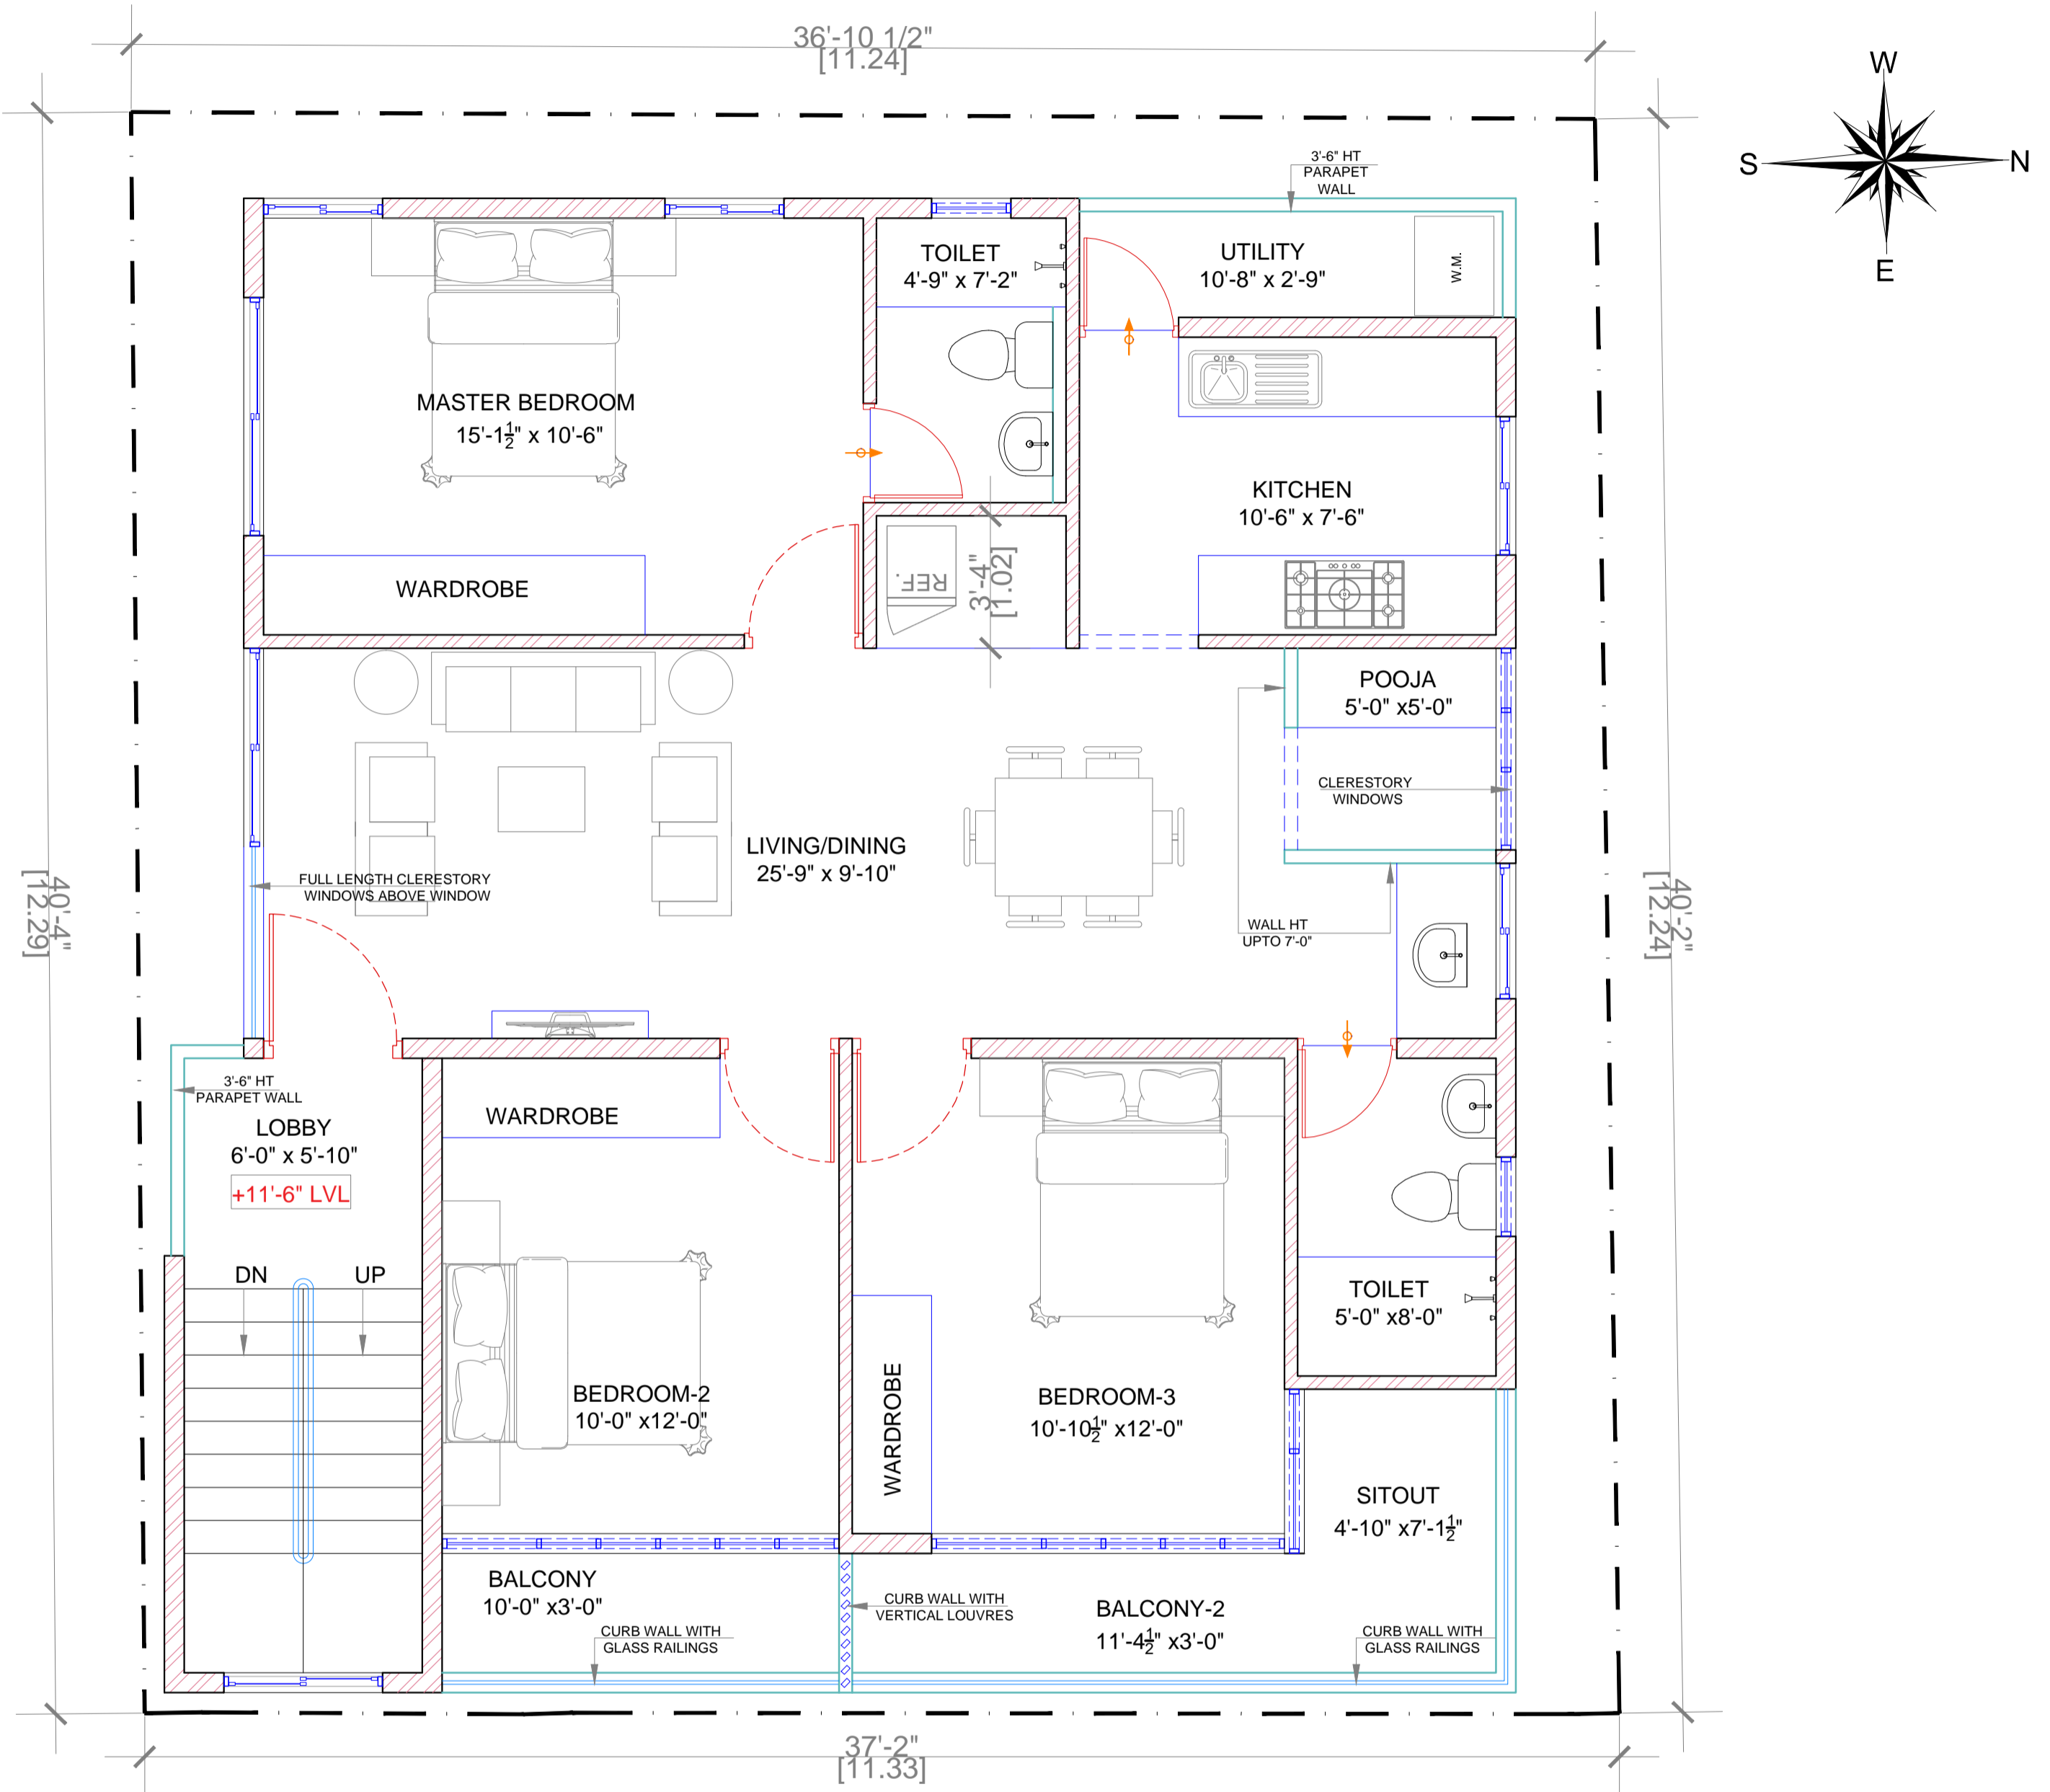 36'-10 1/2"
[11.24]
W
S
N
E
3'-6" HT
PARAPET
WALL
TOILET
4'-9" x 7'-2"
UTILITY
10'-8" x 2'-9"
W.M.
MASTER BEDROOM
15'-1½" x 10'-6"
KITCHEN
10'-6" x 7'-6"
WARDROBE
REF.
3'-4"
[1.02]
POOJA
5'-0" x5'-0"
CLERESTORY
WINDOWS
LIVING/DINING
25'-9" x 9'-10"
FULL LENGTH CLERESTORY
WINDOWS ABOVE WINDOW
WALL HT
UPTO 7'-0"
40'-4"
[12.29]
40'-2"
[12.24]
3'-6" HT
PARAPET WALL
LOBBY
6'-0" x 5'-10"
+11'-6" LVL
WARDROBE
DN
UP
TOILET
5'-0" x8'-0"
BEDROOM-2
10'-0" x12'-0"
WARDROBE
BEDROOM-3
10'-10½" x12'-0"
SITOUT
4'-10" x7'-1½"
BALCONY
10'-0" x3'-0"
CURB WALL WITH
VERTICAL LOUVRES
BALCONY-2
11'-4½" x3'-0"
CURB WALL WITH
GLASS RAILINGS
CURB WALL WITH
GLASS RAILINGS
37'-2"
[11.33]